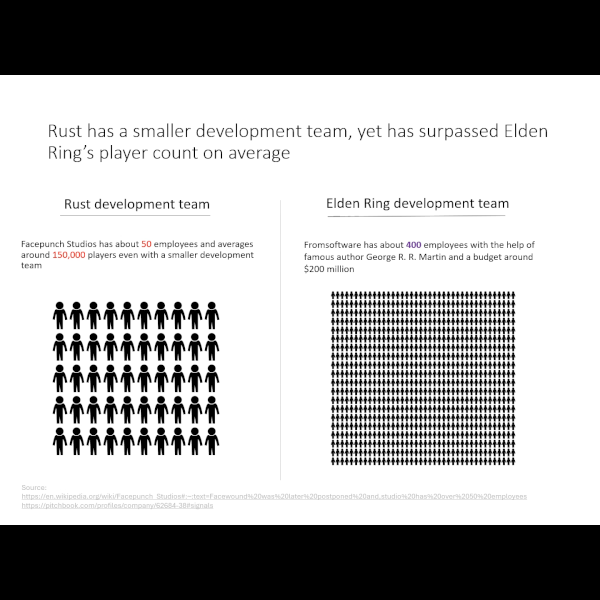 Rust has a smaller development team, yet has surpassed Elden
Ring's player count on average
Rust development team
Facepunch Studios has about 50 employees and averages
around 150,000 players even with a smaller development
team
Elden Ring development team
Fromsoftware has about 400 employees with the help of
famous author George R. R. Martin and a budget around
$200 million
Source:
https://en.wikipedia.org/wiki/Facepunch_Studios#:~:text=Facewound%20was%20later%20postponed%20and,studio%20has%20over%2050%20employees
https://pitchbook.com/profiles/company/62684-38#signals